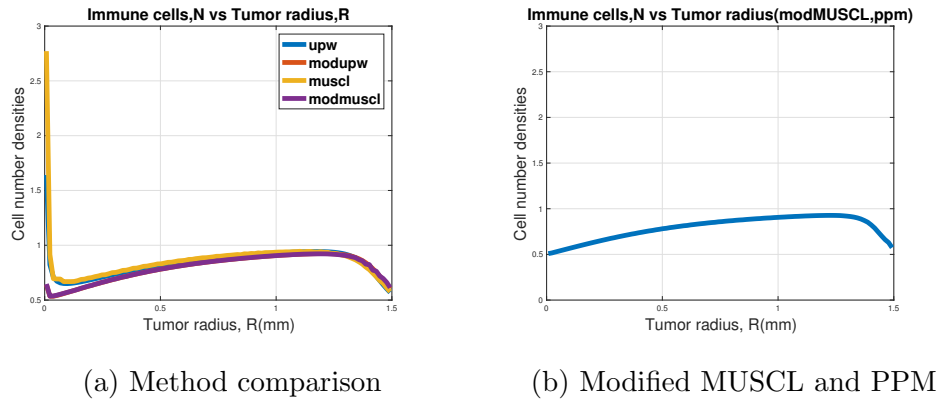 Immune cells,N vs Tumor radius,R
3
2.5
2
1.5
1
0.5
Cell number densities
upw
modupw
muscl
modmuscl
0 0.5 1 1.5
Tumor radius, R(mm)
(a) Method comparison
Immune cells,N vs Tumor radius(modMUSCL,ppm)
3
2.5
2
1.5
1
0.5
0
Cell number densities
0 0.5 1 1.5
Tumor radius, R(mm)
(b) Modified MUSCL and PPM